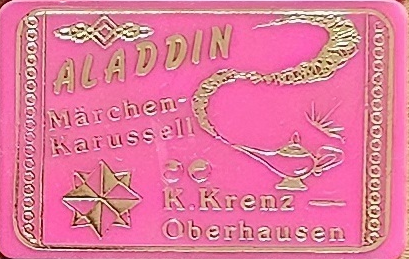 ALADDIN
Märchen-
Karussell
K.Krenz
Oberhausen